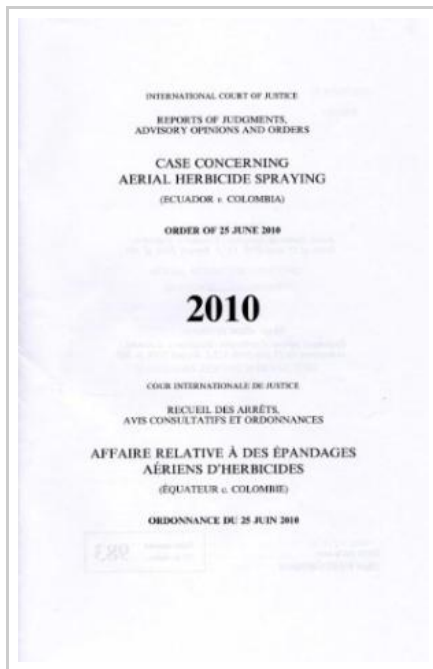 INTERNATIONAL COURT OF JUSTICE
REPORTS OF JUDGMENTS,
ADVISORY OPINIONS AND ORDERS
CASE CONCERNING
AERIAL HERBICIDE SPRAYING
(ECUADOR v. COLOMBIA)
ORDER OF 25 JUNE 2010
2010
COUR INTERNATIONALE DE JUSTICE
RECUEIL DES ARRÊTS,
AVIS CONSULTATIFS ET ORDONNANCES
AFFAIRE RELATIVE À DES ÉPANDAGES
AÉRIENS D'HERBICIDES
(ÉQUATEUR c. COLOMBIE)
ORDONNANCE DU 25 JUIN 2010
983